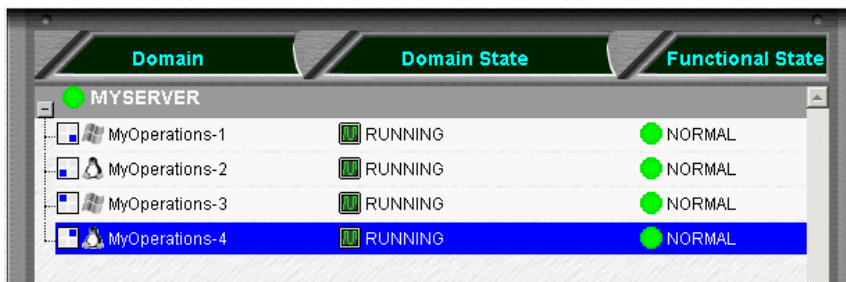 Domain Domain State Functional State
MYSERVER
MyOperations-1 RUNNING NORMAL
MyOperations-2 RUNNING NORMAL
MyOperations-3 RUNNING NORMAL
MyOperations-4 RUNNING NORMAL